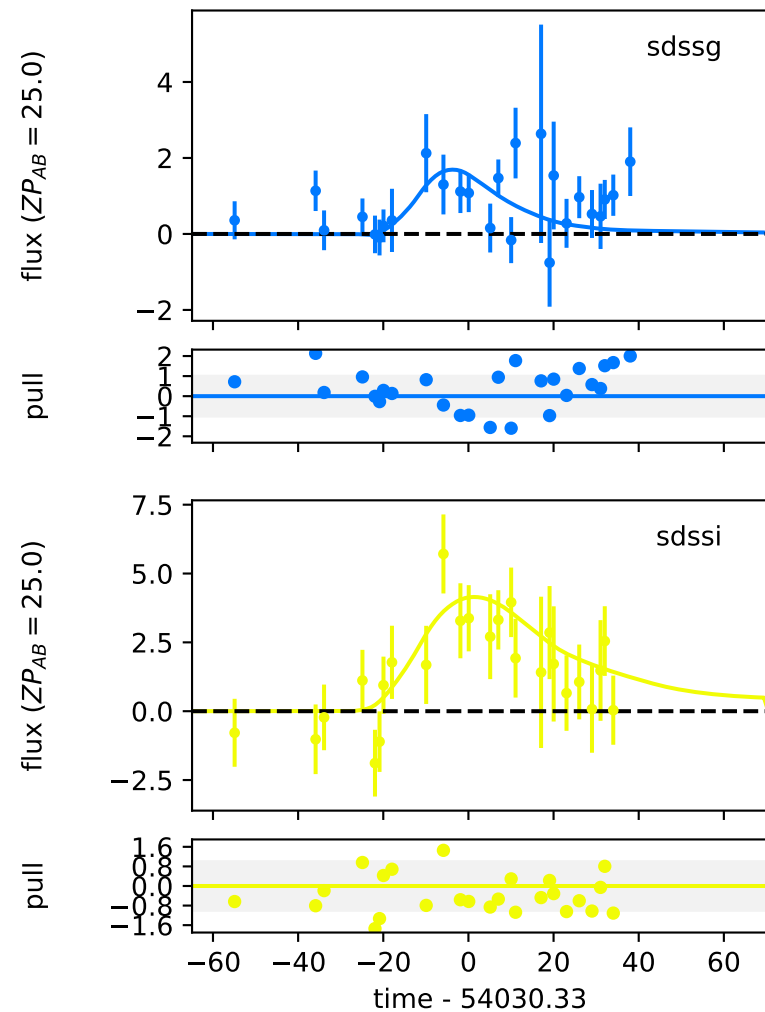 sdssg
flux (ZP_AB = 25.0)
4
2
0
−2
pull
2
1
0
−1
−2
sdssi
flux (ZP_AB = 25.0)
7.5
5.0
2.5
0.0
−2.5
pull
1.6
0.8
0.0
−0.8
−1.6
−60 −40 −20 0 20 40 60
time - 54030.33